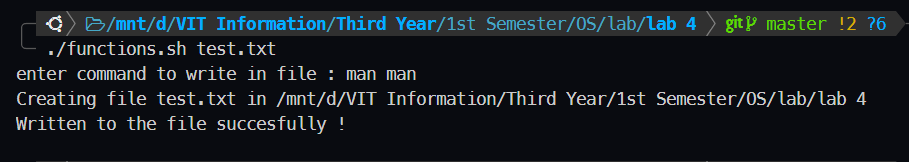 /mnt/d/VIT Information/Third Year/1st Semester/OS/lab/lab 4 git master !2 ?6
./functions.sh test.txt
enter command to write in file : man man
Creating file test.txt in /mnt/d/VIT Information/Third Year/1st Semester/OS/lab/lab 4
Written to the file succesfully !